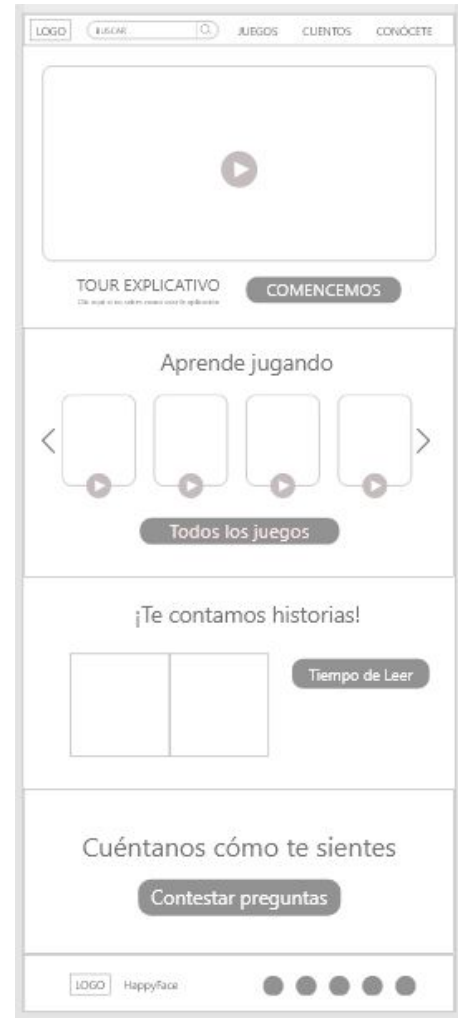 LOGO
BUSCAR
JUEGOS
CUENTOS
CONÓCETE
TOUR EXPLICATIVO
COMENCEMOS
Aprende jugando
Todos los juegos
¡Te contamos historias!
Tiempo de Leer
Cuéntanos cómo te sientes
Contestar preguntas
LOGO
HappyFace